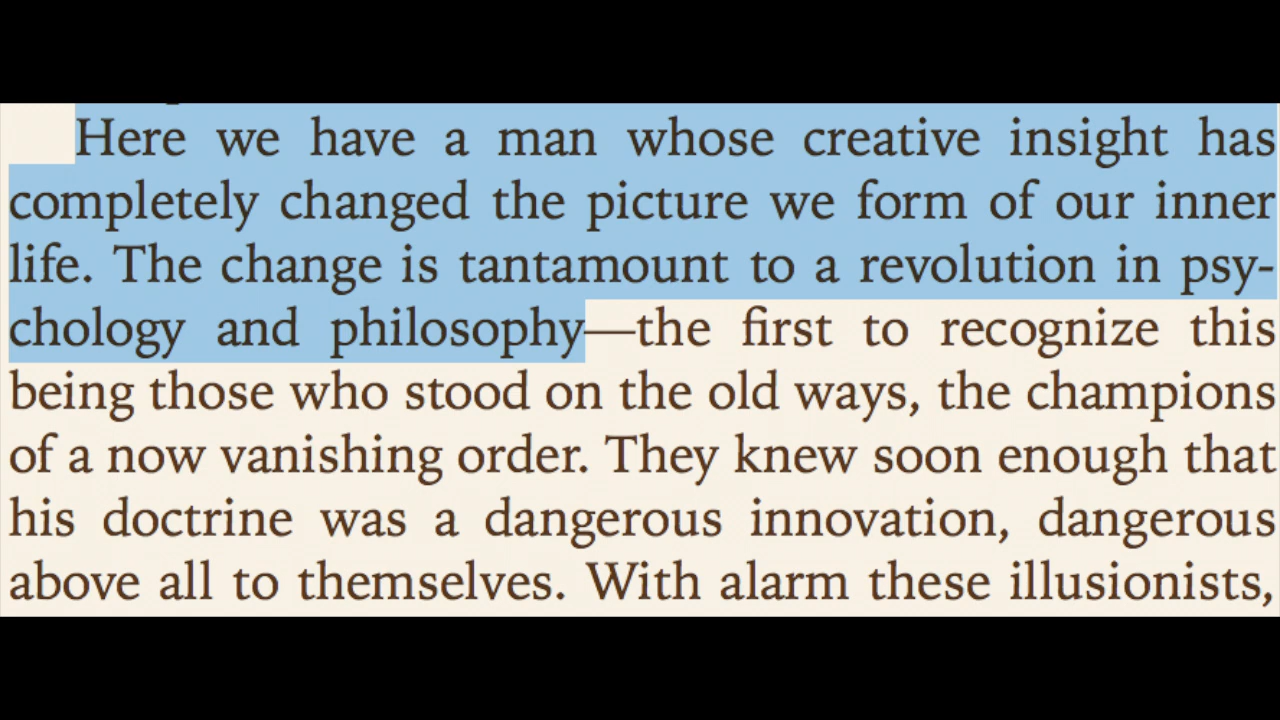 Here we have a man whose creative insight has
completely changed the picture we form of our inner
life. The change is tantamount to a revolution in psy-
chology and philosophy—the first to recognize this
being those who stood on the old ways, the champions
of a now vanishing order. They knew soon enough that
his doctrine was a dangerous innovation, dangerous
above all to themselves. With alarm these illusionists,